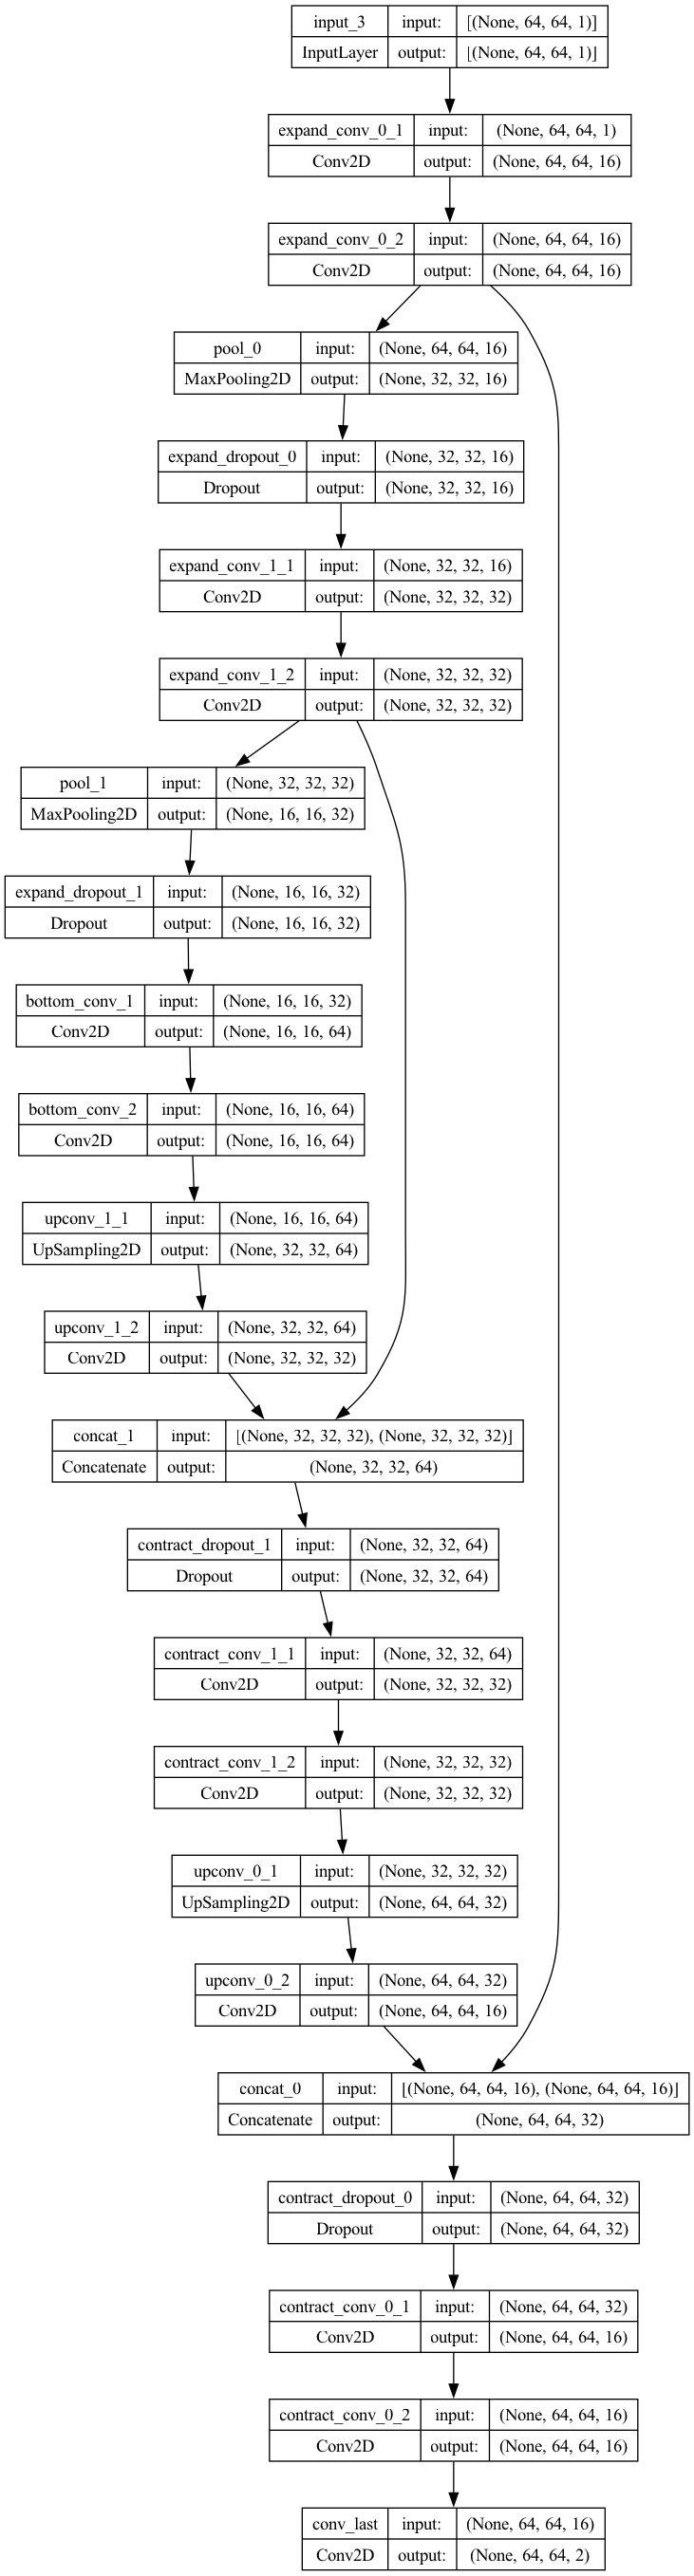 input_3 input: [(None, 64, 64, 1)]
InputLayer output: [(None, 64, 64, 1)]
expand_conv_0_1 input: (None, 64, 64, 1)
Conv2D output: (None, 64, 64, 16)
expand_conv_0_2 input: (None, 64, 64, 16)
Conv2D output: (None, 64, 64, 16)
pool_0 input: (None, 64, 64, 16)
MaxPooling2D output: (None, 32, 32, 16)
expand_dropout_0 input: (None, 32, 32, 16)
Dropout output: (None, 32, 32, 16)
expand_conv_1_1 input: (None, 32, 32, 16)
Conv2D output: (None, 32, 32, 32)
expand_conv_1_2 input: (None, 32, 32, 32)
Conv2D output: (None, 32, 32, 32)
pool_1 input: (None, 32, 32, 32)
MaxPooling2D output: (None, 16, 16, 32)
expand_dropout_1 input: (None, 16, 16, 32)
Dropout output: (None, 16, 16, 32)
bottom_conv_1 input: (None, 16, 16, 32)
Conv2D output: (None, 16, 16, 64)
bottom_conv_2 input: (None, 16, 16, 64)
Conv2D output: (None, 16, 16, 64)
upconv_1_1 input: (None, 16, 16, 64)
UpSampling2D output: (None, 32, 32, 64)
upconv_1_2 input: (None, 32, 32, 64)
Conv2D output: (None, 32, 32, 32)
concat_1 input: [(None, 32, 32, 32), (None, 32, 32, 32)]
Concatenate output: (None, 32, 32, 64)
contract_dropout_1 input: (None, 32, 32, 64)
Dropout output: (None, 32, 32, 64)
contract_conv_1_1 input: (None, 32, 32, 64)
Conv2D output: (None, 32, 32, 32)
contract_conv_1_2 input: (None, 32, 32, 32)
Conv2D output: (None, 32, 32, 32)
upconv_0_1 input: (None, 32, 32, 32)
UpSampling2D output: (None, 64, 64, 32)
upconv_0_2 input: (None, 64, 64, 32)
Conv2D output: (None, 64, 64, 16)
concat_0 input: [(None, 64, 64, 16), (None, 64, 64, 16)]
Concatenate output: (None, 64, 64, 32)
contract_dropout_0 input: (None, 64, 64, 32)
Dropout output: (None, 64, 64, 32)
contract_conv_0_1 input: (None, 64, 64, 32)
Conv2D output: (None, 64, 64, 16)
contract_conv_0_2 input: (None, 64, 64, 16)
Conv2D output: (None, 64, 64, 16)
conv_last input: (None, 64, 64, 16)
Conv2D output: (None, 64, 64, 2)